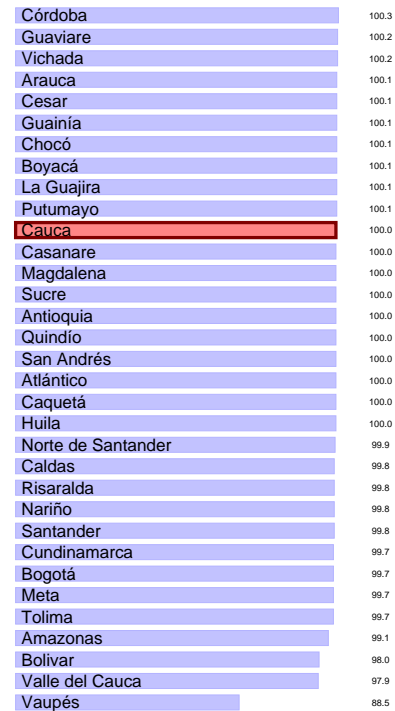 Córdoba 100.3
Guaviare 100.2
Vichada 100.2
Arauca 100.1
Cesar 100.1
Guainía 100.1
Chocó 100.1
Boyacá 100.1
La Guajira 100.1
Putumayo 100.1
Cauca 100.0
Casanare 100.0
Magdalena 100.0
Sucre 100.0
Antioquia 100.0
Quindío 100.0
San Andrés 100.0
Atlántico 100.0
Caquetá 100.0
Huila 100.0
Norte de Santander 99.9
Caldas 99.8
Risaralda 99.8
Nariño 99.8
Santander 99.8
Cundinamarca 99.7
Bogotá 99.7
Meta 99.7
Tolima 99.7
Amazonas 99.1
Bolivar 98.0
Valle del Cauca 97.9
Vaupés 88.5